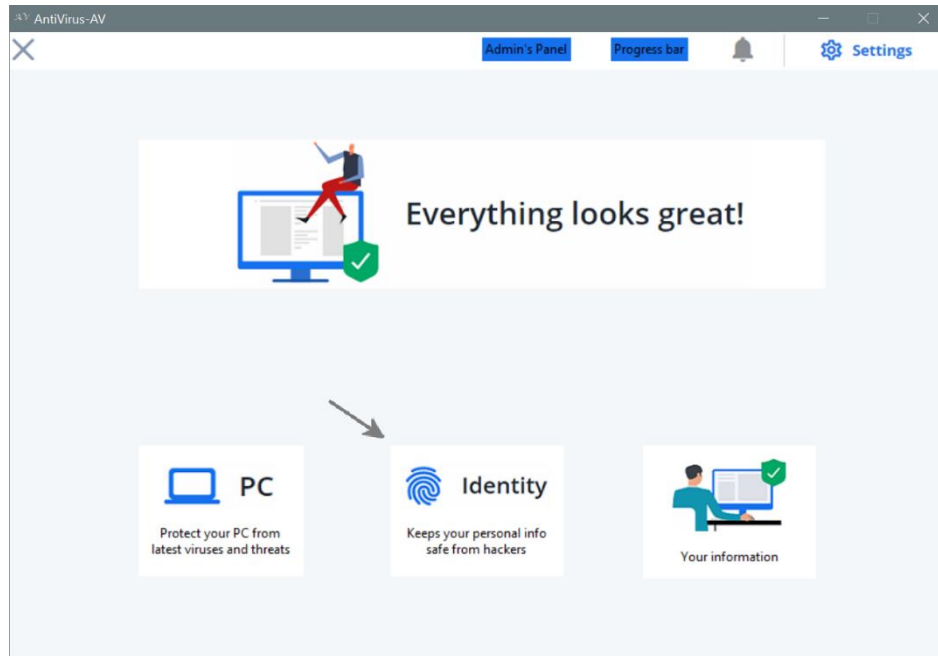 AV AntiVirus-AV
Admin's Panel Progress bar Settings
Everything looks great!
PC
Protect your PC from
latest viruses and threats
Identity
Keeps your personal info
safe from hackers
Your information